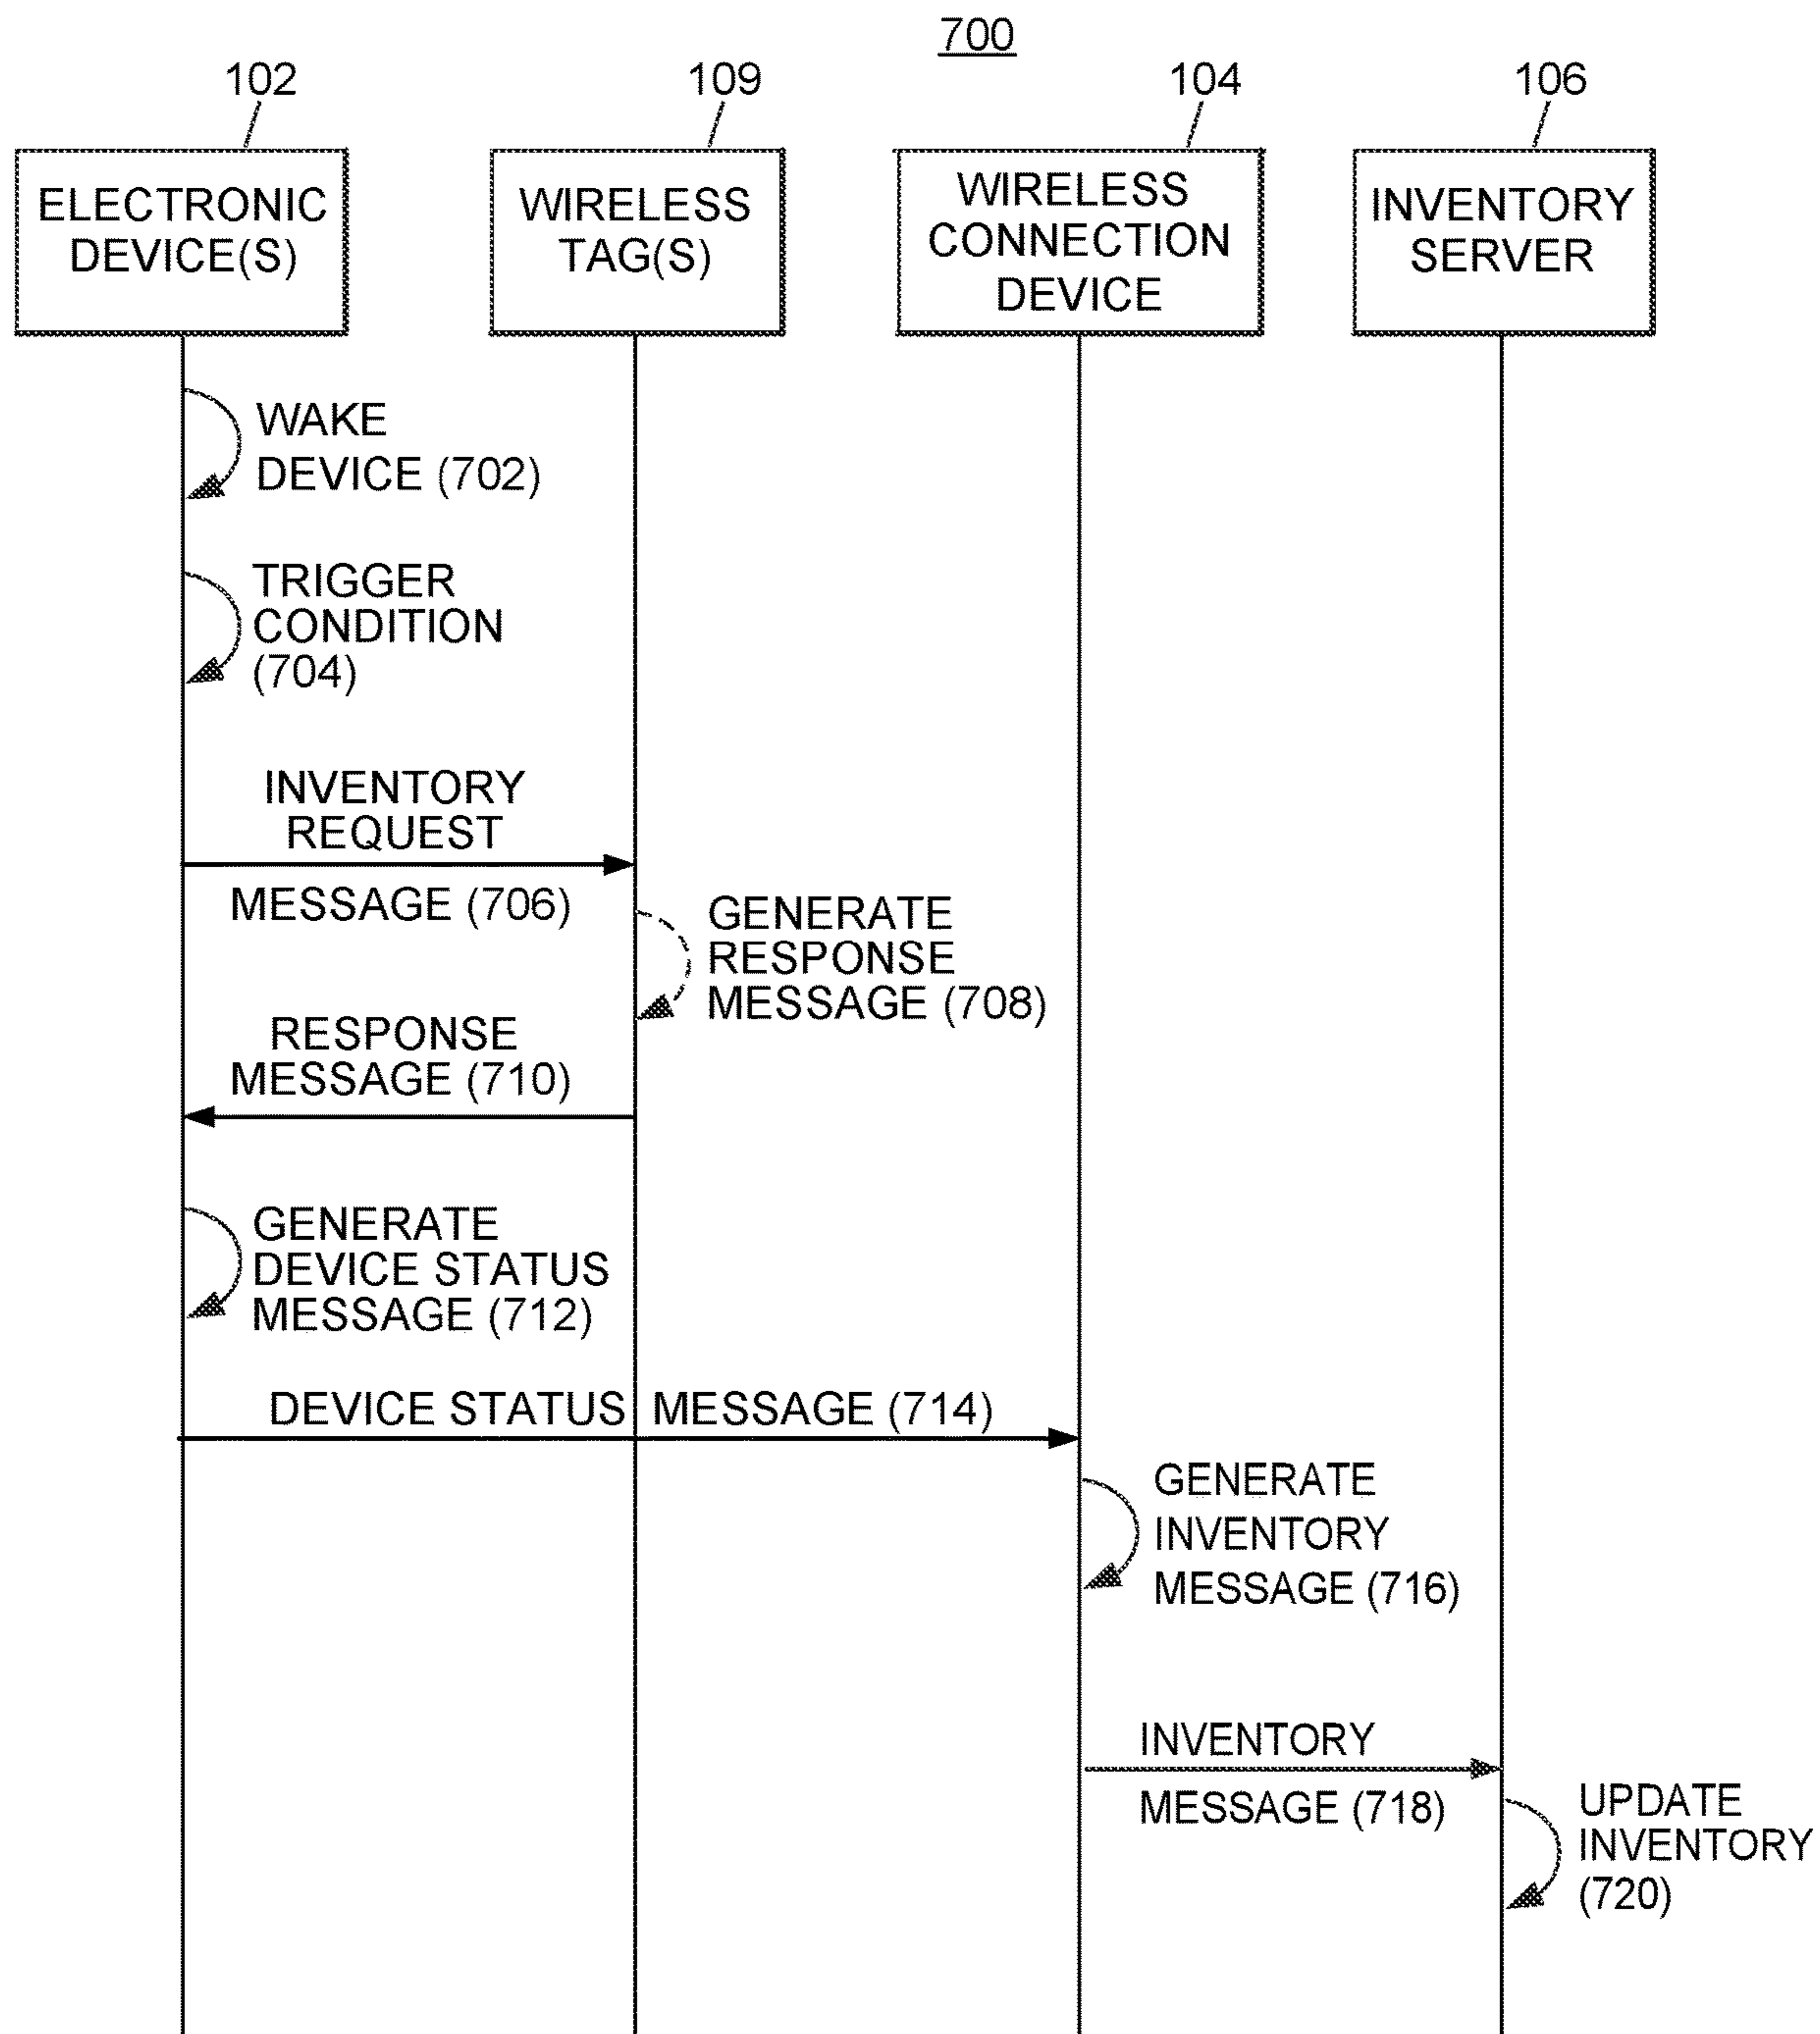 700
102
109
104
106
ELECTRONIC
DEVICE(S)
WIRELESS
TAG(S)
WIRELESS
CONNECTION
DEVICE
INVENTORY
SERVER
WAKE
DEVICE (702)
TRIGGER
CONDITION
(704)
INVENTORY
REQUEST
MESSAGE (706)
GENERATE
RESPONSE
MESSAGE (708)
RESPONSE
MESSAGE (710)
GENERATE
DEVICE STATUS
MESSAGE (712)
DEVICE STATUS MESSAGE (714)
GENERATE
INVENTORY
MESSAGE (716)
INVENTORY
MESSAGE (718)
UPDATE
INVENTORY
(720)